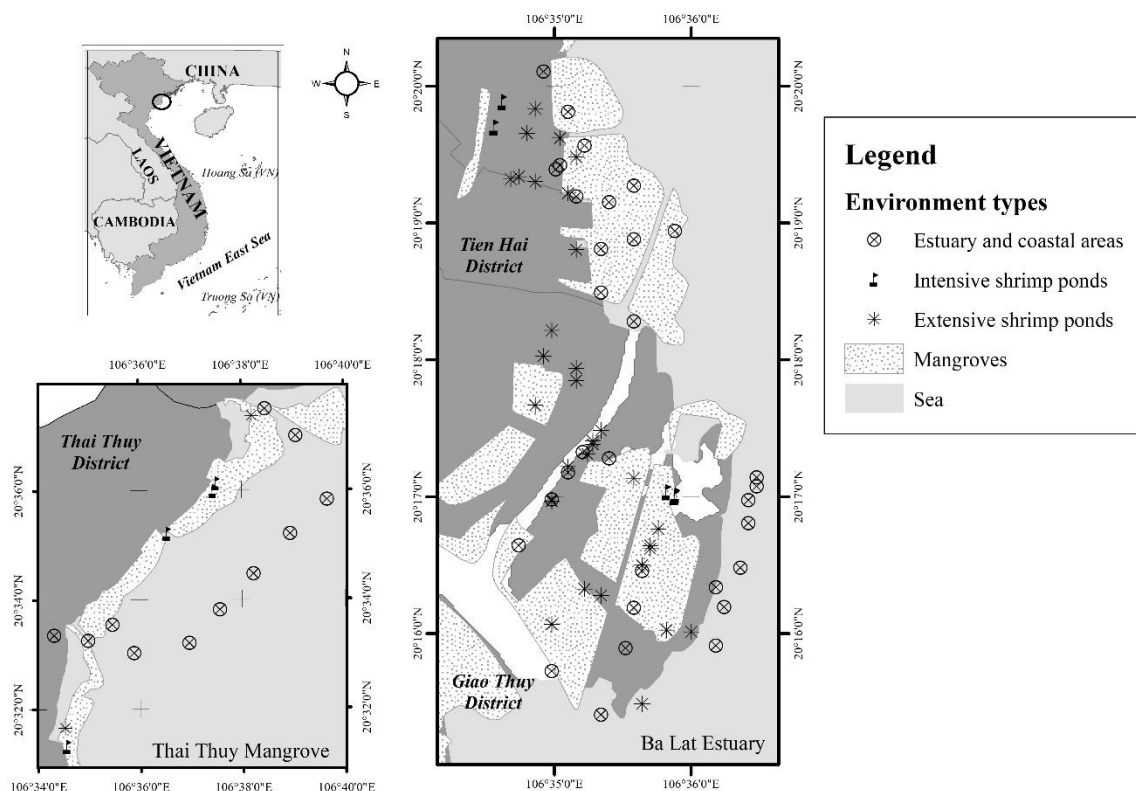 CHINA
LAOS
VIETNAM
CAMBODIA
Hoang Sa (VN)
Vietnam East Sea
Truong Sa (VN)
N
W
E
S
106°36'0"E
106°38'0"E
106°40'0"E
Thai Thuy
District
20°36'0"N
20°34'0"N
20°32'0"N
20°36'0"N
20°34'0"N
20°32'0"N
Thai Thuy Mangrove
106°34'0"E
106°36'0"E
106°38'0"E
106°40'0"E
106°35'0"E
106°36'0"E
20°20'0"N
20°19'0"N
20°18'0"N
20°17'0"N
20°16'0"N
Tien Hai
District
Giao Thuy
District
Ba Lat Estuary
20°20'0"N
20°19'0"N
20°18'0"N
20°17'0"N
20°16'0"N
106°35'0"E
106°36'0"E
Legend
Environment types
Estuary and coastal areas
Intensive shrimp ponds
Extensive shrimp ponds
Mangroves
Sea